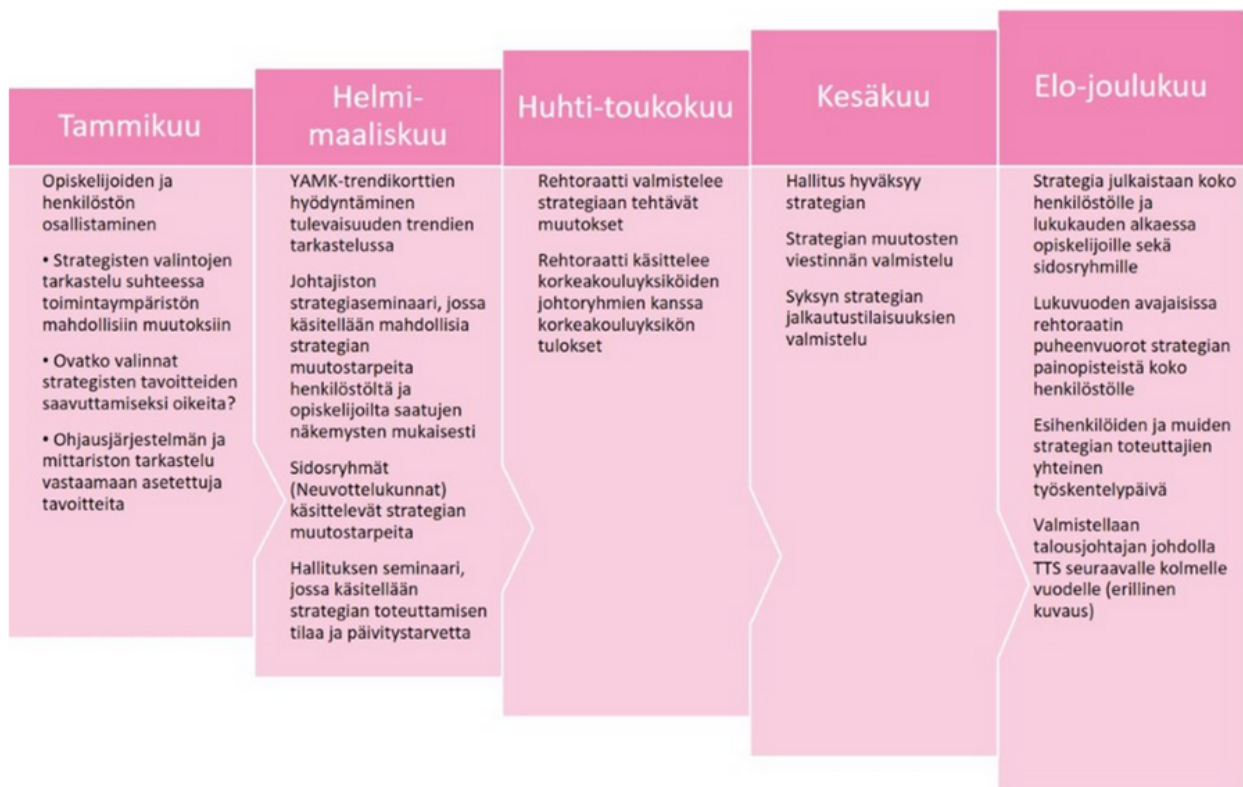 Tammikuu
Opiskelijoiden ja
henkilöstön
osallistaminen
• Strategisten valintojen
tarkastelu suhteessa
toimintaympäristön
mahdollisiin muutoksiin
• Ovatko valinnat
strategisten tavoitteiden
saavuttamiseksi oikeita?
• Ohjausjärjestelmän ja
mittariston tarkastelu
vastaamaan asetettuja
tavoitteita
Helmi-
maaliskuu
YAMK-trendikorttien
hyödyntäminen
tulevaisuuden trendien
tarkastelussa
Johtajiston
strategiaseminaari, jossa
käsitellään mahdollisia
strategian
muutostarpeita
henkilöstöltä ja
opiskelijoilta saatujen
näkemysten mukaisesti
Sidosryhmät
(Neuvottelukunnat)
käsittelevät strategian
muutostarpeita
Hallituksen seminaari,
jossa käsitellään
strategian toteuttamisen
tilaa ja päivitystarvetta
Huhti-toukokuu
Rehtoraatti valmistelee
strategiaan tehtävät
muutokset
Rehtoraatti käsittelee
korkeakouluyksiköiden
johtoryhmien kanssa
korkeakouluyksikön
tulokset
Kesäkuu
Hallitus hyväksyy
strategian
Strategian muutosten
viestinnän valmistelu
Syksyn strategian
jalkautustilaisuuksien
valmistelu
Elo-joulukuu
Strategia julkaistaan koko
henkilöstölle ja
lukukauden alkaessa
opiskelijoille sekä
sidosryhmille
Lukuvuoden avajaisissa
rehtoraatin
puheenvuorot strategian
painopisteistä koko
henkilöstölle
Esihenkilöiden ja muiden
strategian toteuttajien
yhteinen
työskentelypäivä
Valmistellaan
talousjohtajan johdolla
TTS seuraavalle kolmelle
vuodelle (erillinen
kuvaus)